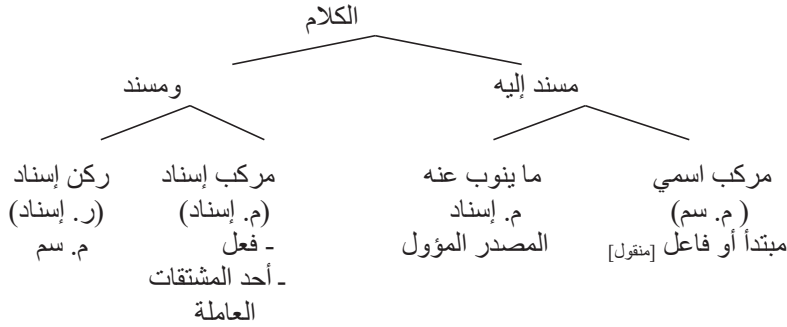 الكلام
مسند إليه
ومسند
مركب اسمي
( م. سم)
مبتدأ أو فاعل [منقول]
ما ينوب عنه
م. إسناد
المصدر المؤول
مركب إسناد
(م. إسناد)
- فعل
- أحد المشتقات
العاملة
ركن إسناد
(ر. إسناد)
م. سم